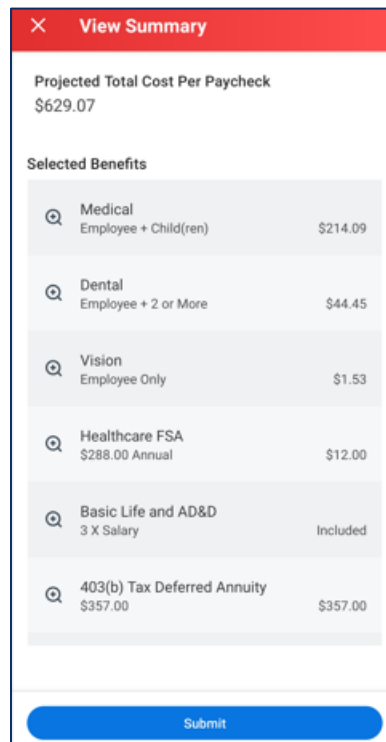 View Summary
Projected Total Cost Per Paycheck
$629.07
Selected Benefits
Medical
Employee + Child(ren) $214.09
Dental
Employee + 2 or More $44.45
Vision
Employee Only $1.53
Healthcare FSA
$288.00 Annual $12.00
Basic Life and AD&D
3 X Salary Included
403(b) Tax Deferred Annuity
$357.00 $357.00
Submit